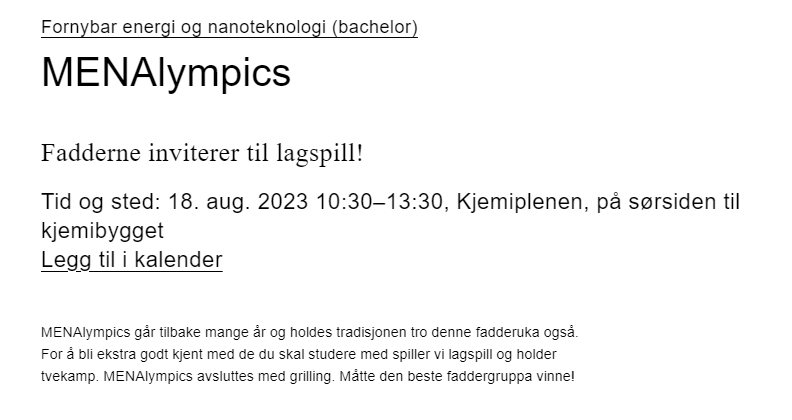 Fornybar energi og nanoteknologi (bachelor)
MENAlympics
Fadderne inviterer til lagspill!
Tid og sted: 18. aug. 2023 10:30–13:30, Kjemiplenen, på sørsiden til
kjemibygget
Legg til i kalender
MENAlympics går tilbake mange år og holdes tradisjonen tro denne fadderuka også.
For å bli ekstra godt kjent med de du skal studere med spiller vi lagspill og holder
tvekamp. MENAlympics avsluttes med grilling. Måtte den beste faddergruppa vinne!